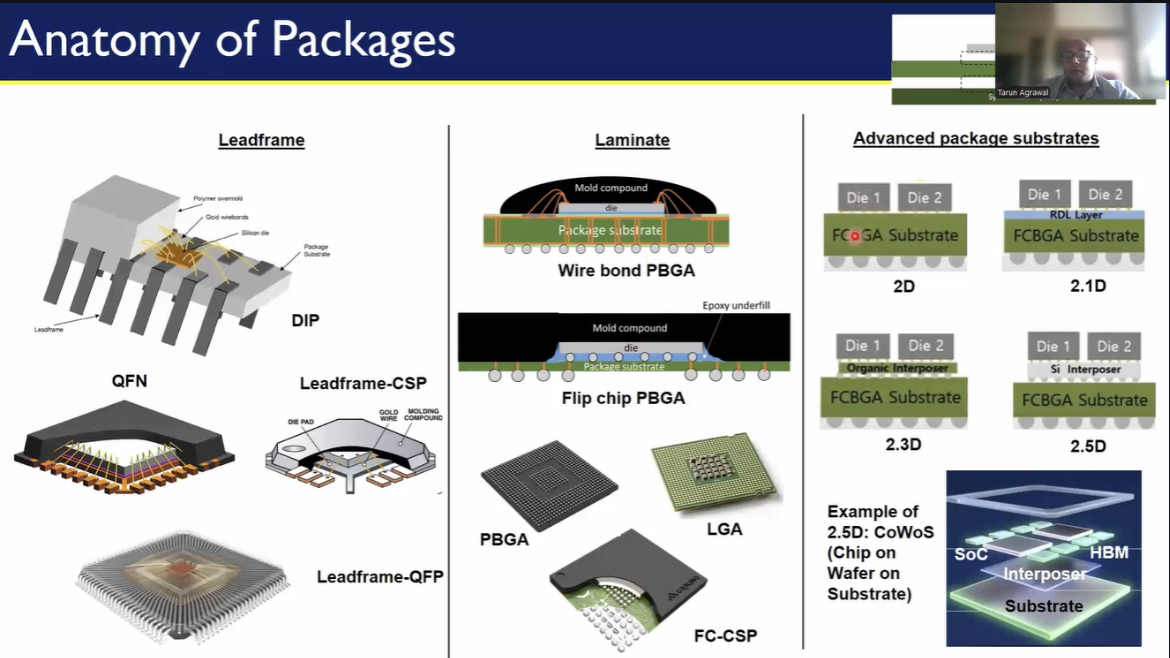 Anatomy of Packages
Tarun Agrawal
Leadframe
Polymer overmold
Gold wirebonds
Silicon die
Package
Substrate
Leadframe
DIP
QFN
Leadframe-CSP
DIE PAD
GOLD
WIRE
MOLDING
COMPOUND
Leadframe-QFP
Laminate
Mold compound
die
Package substrate
Wire bond PBGA
Epoxy underfill
Mold compound
die
Package substrate
Flip chip PBGA
PBGA
LGA
FC-CSP
Advanced package substrates
Die 1 Die 2
FCBGA Substrate
2D
Die 1 Die 2
RDL Layer
FCBGA Substrate
2.1D
Die 1 Die 2
Organic Interposer
FCBGA Substrate
2.3D
Die 1 Die 2
Si Interposer
FCBGA Substrate
2.5D
Example of
2.5D: CoWoS
(Chip on
Wafer on
Substrate)
SoC
HBM
Interposer
Substrate